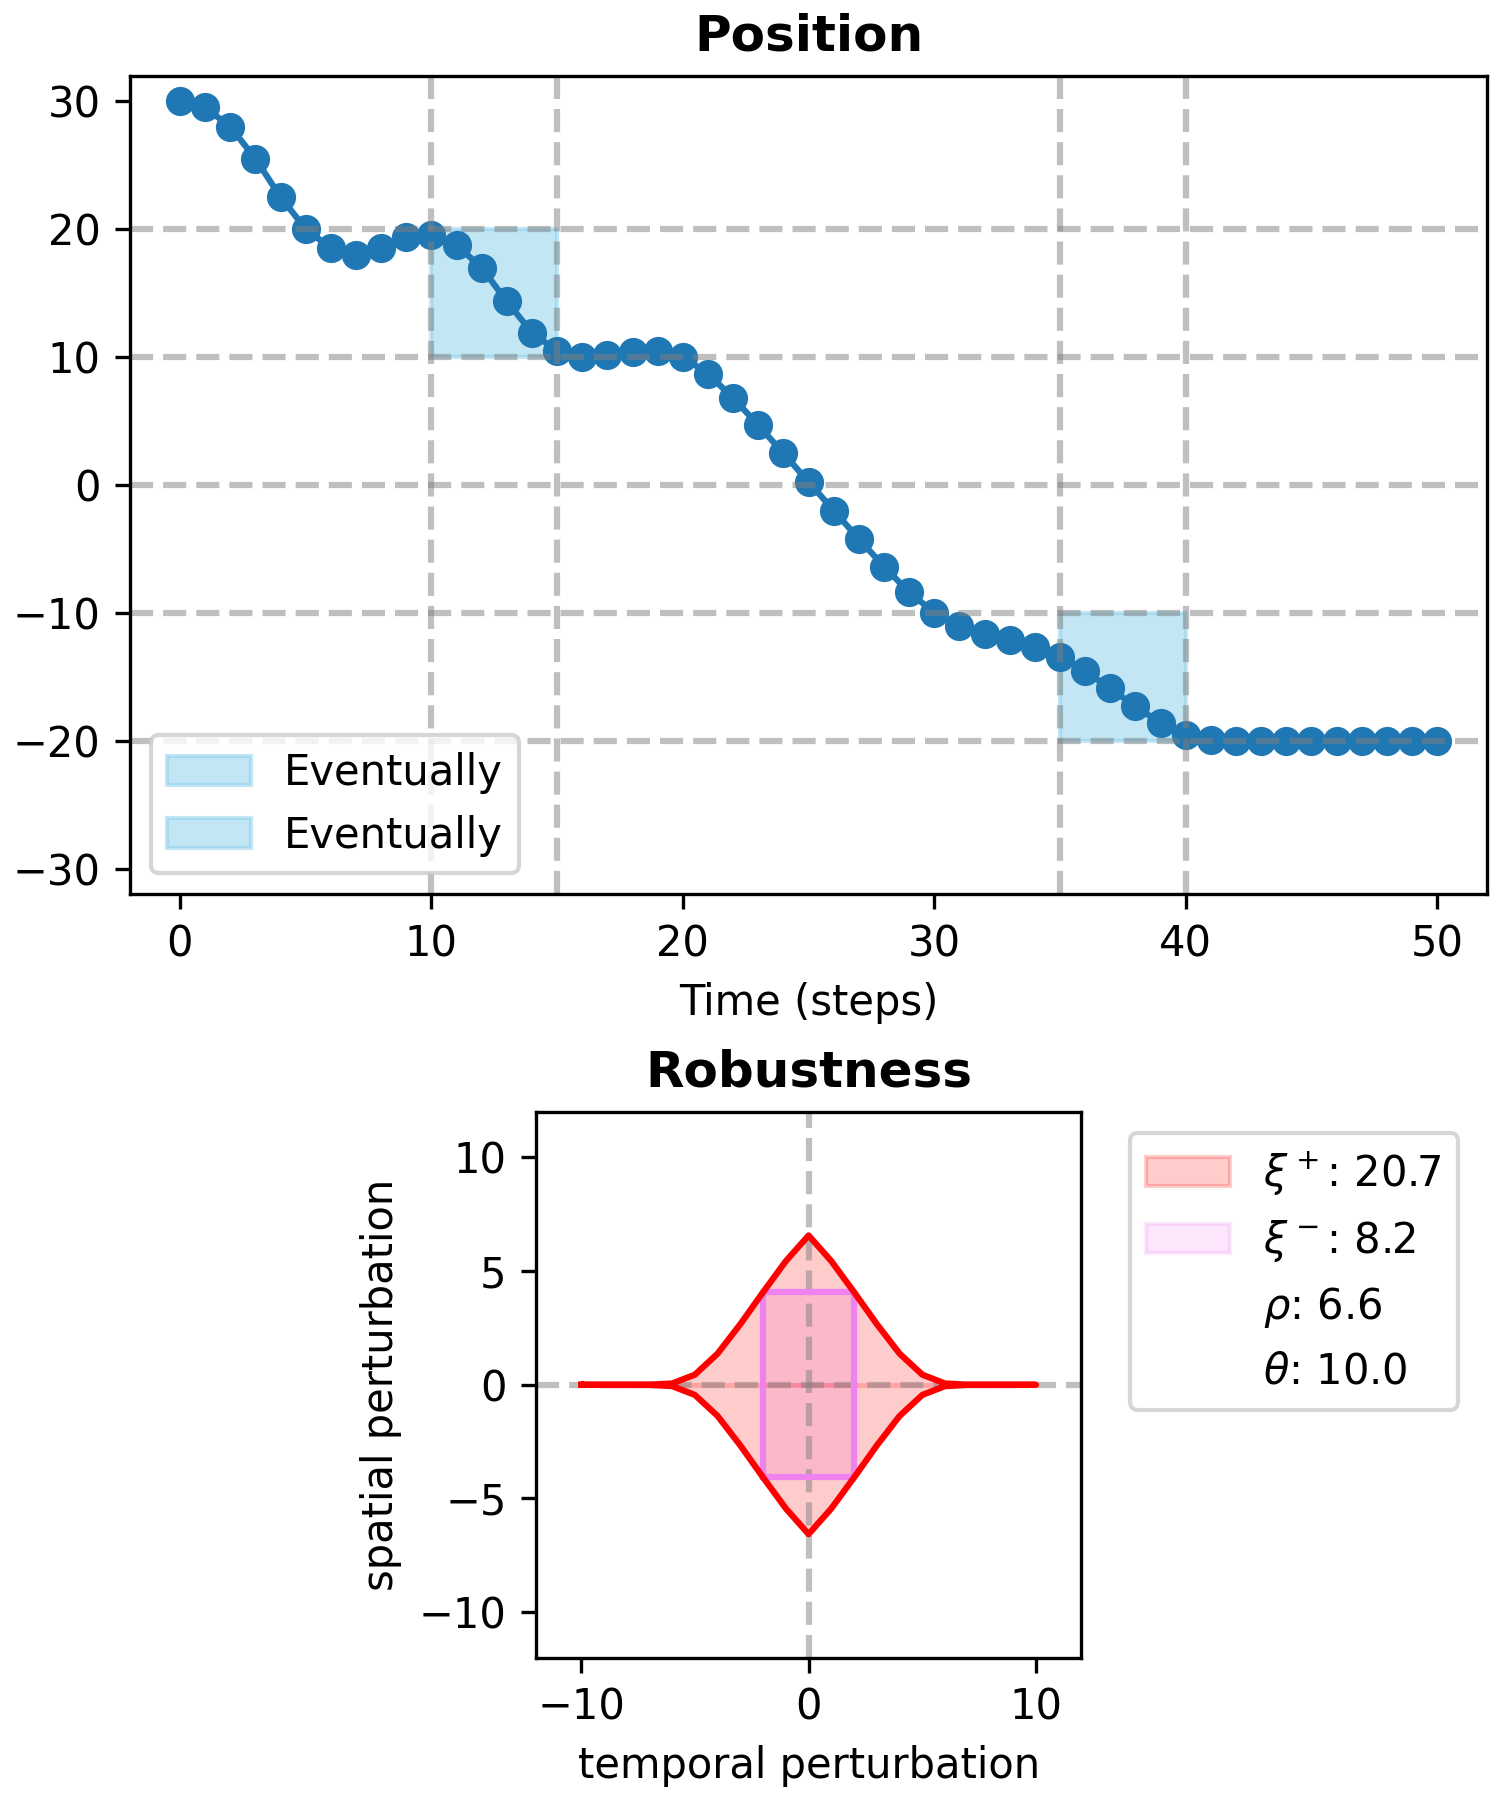 Position
30
20
10
0
−10
−20
−30
Eventually
Eventually
0 10 20 30 40 50
Time (steps)
Robustness
10
5
0
−5
−10
spatial perturbation
−10 0 10
temporal perturbation
ξ⁺: 20.7
ξ⁻: 8.2
ρ: 6.6
θ: 10.0